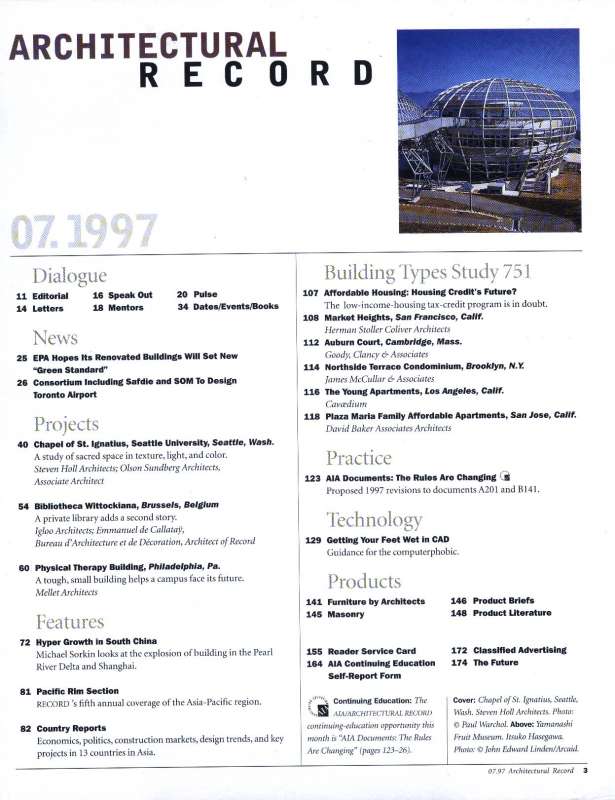 ARCHITECTURAL
RECORD
07.1997
Dialogue
11 Editorial 16 Speak Out 20 Pulse
14 Letters 18 Mentors 34 Dates/Events/Books
News
25 EPA Hopes Its Renovated Buildings Will Set New
“Green Standard”
26 Consortium Including Safdie and SOM To Design
Toronto Airport
Projects
40 Chapel of St. Ignatius, Seattle University, Seattle, Wash.
A study of sacred space in texture, light, and color.
Steven Holl Architects; Olson Sundberg Architects,
Associate Architect
54 Bibliotheca Wittockiana, Brussels, Belgium
A private library adds a second story.
Igloo Architects; Emmanuel de Callataÿ,
Bureau d’Architecture et de Décoration, Architect of Record
60 Physical Therapy Building, Philadelphia, Pa.
A tough, small building helps a campus face its future.
Mellet Architects
Features
72 Hyper Growth in South China
Michael Sorkin looks at the explosion of building in the Pearl
River Delta and Shanghai.
81 Pacific Rim Section
RECORD ’s fifth annual coverage of the Asia-Pacific region.
82 Country Reports
Economics, politics, construction markets, design trends, and key
projects in 13 countries in Asia.
Building Types Study 751
107 Affordable Housing: Housing Credit’s Future?
The low-income-housing tax-credit program is in doubt.
108 Market Heights, San Francisco, Calif.
Herman Stoller Coliver Architects
112 Auburn Court, Cambridge, Mass.
Goody, Clancy & Associates
114 Northside Terrace Condominium, Brooklyn, N.Y.
James McCullar & Associates
116 The Young Apartments, Los Angeles, Calif.
Cavædium
118 Plaza Maria Family Affordable Apartments, San Jose, Calif.
David Baker Associates Architects
Practice
123 AIA Documents: The Rules Are Changing
Proposed 1997 revisions to documents A201 and B141.
Technology
129 Getting Your Feet Wet in CAD
Guidance for the computerphobic.
Products
141 Furniture by Architects 146 Product Briefs
145 Masonry 148 Product Literature
155 Reader Service Card 172 Classified Advertising
164 AIA Continuing Education 174 The Future
Self-Report Form
Continuing Education: The
AIA/ARCHITECTURAL RECORD
continuing-education opportunity this
month is “AIA Documents: The Rules
Are Changing” (pages 123–26).
Cover: Chapel of St. Ignatius, Seattle,
Wash. Steven Holl Architects. Photo:
© Paul Warchol. Above: Yamanashi
Fruit Museum. Itsuko Hasegawa.
Photo: © John Edward Linden/Arcaid.
07.97 Architectural Record 3